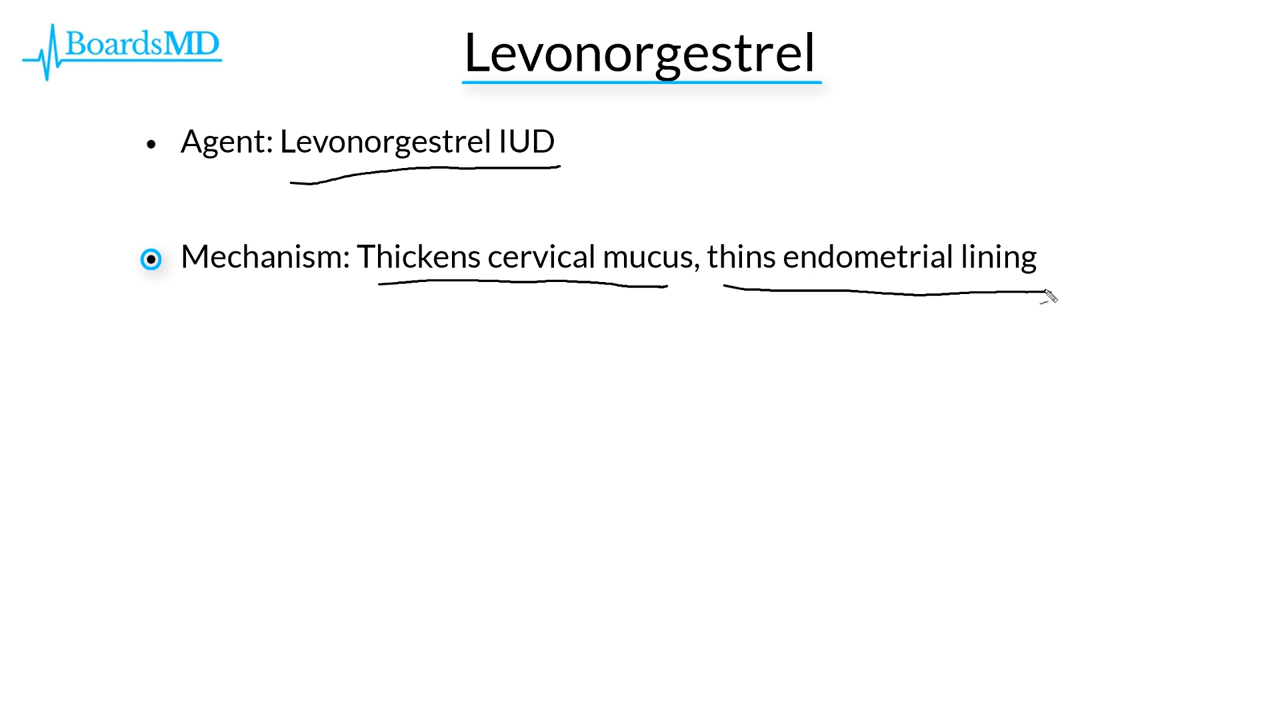 BoardsMD
Levonorgestrel
• Agent: Levonorgestrel IUD
• Mechanism: Thickens cervical mucus, thins endometrial lining